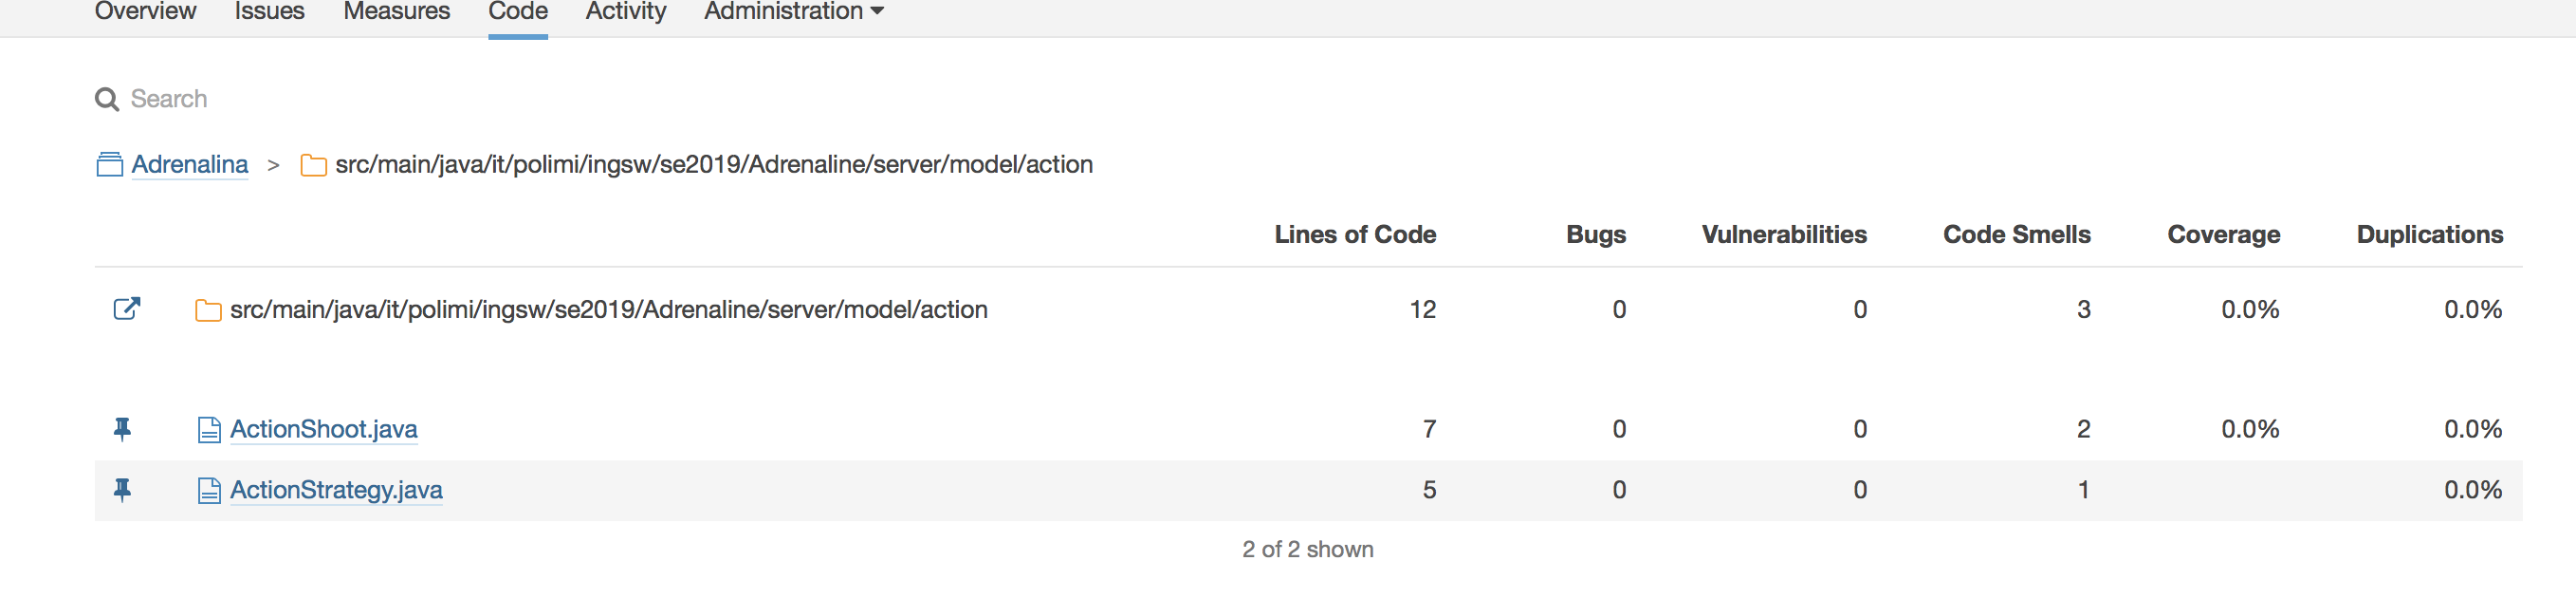 Overview Issues Measures Code Activity Administration
Search
Adrenalina > src/main/java/it/polimi/ingsw/se2019/Adrenaline/server/model/action
Lines of Code Bugs Vulnerabilities Code Smells Coverage Duplications
src/main/java/it/polimi/ingsw/se2019/Adrenaline/server/model/action 12 0 0 3 0.0% 0.0%
ActionShoot.java 7 0 0 2 0.0% 0.0%
ActionStrategy.java 5 0 0 1 0.0%
2 of 2 shown